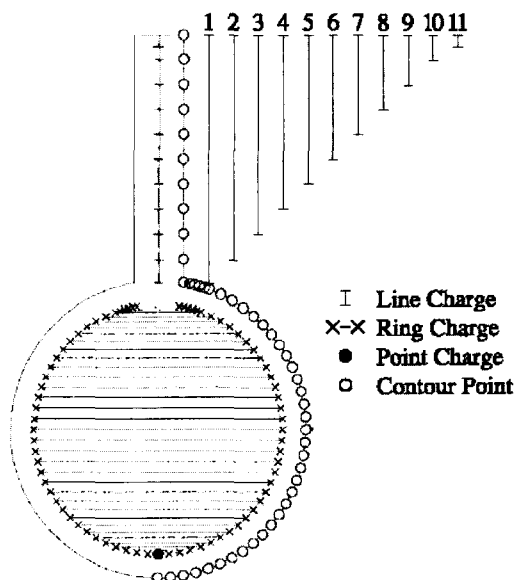 1 2 3 4 5 6 7 8 9 10 11
Line Charge
Ring Charge
Point Charge
Contour Point